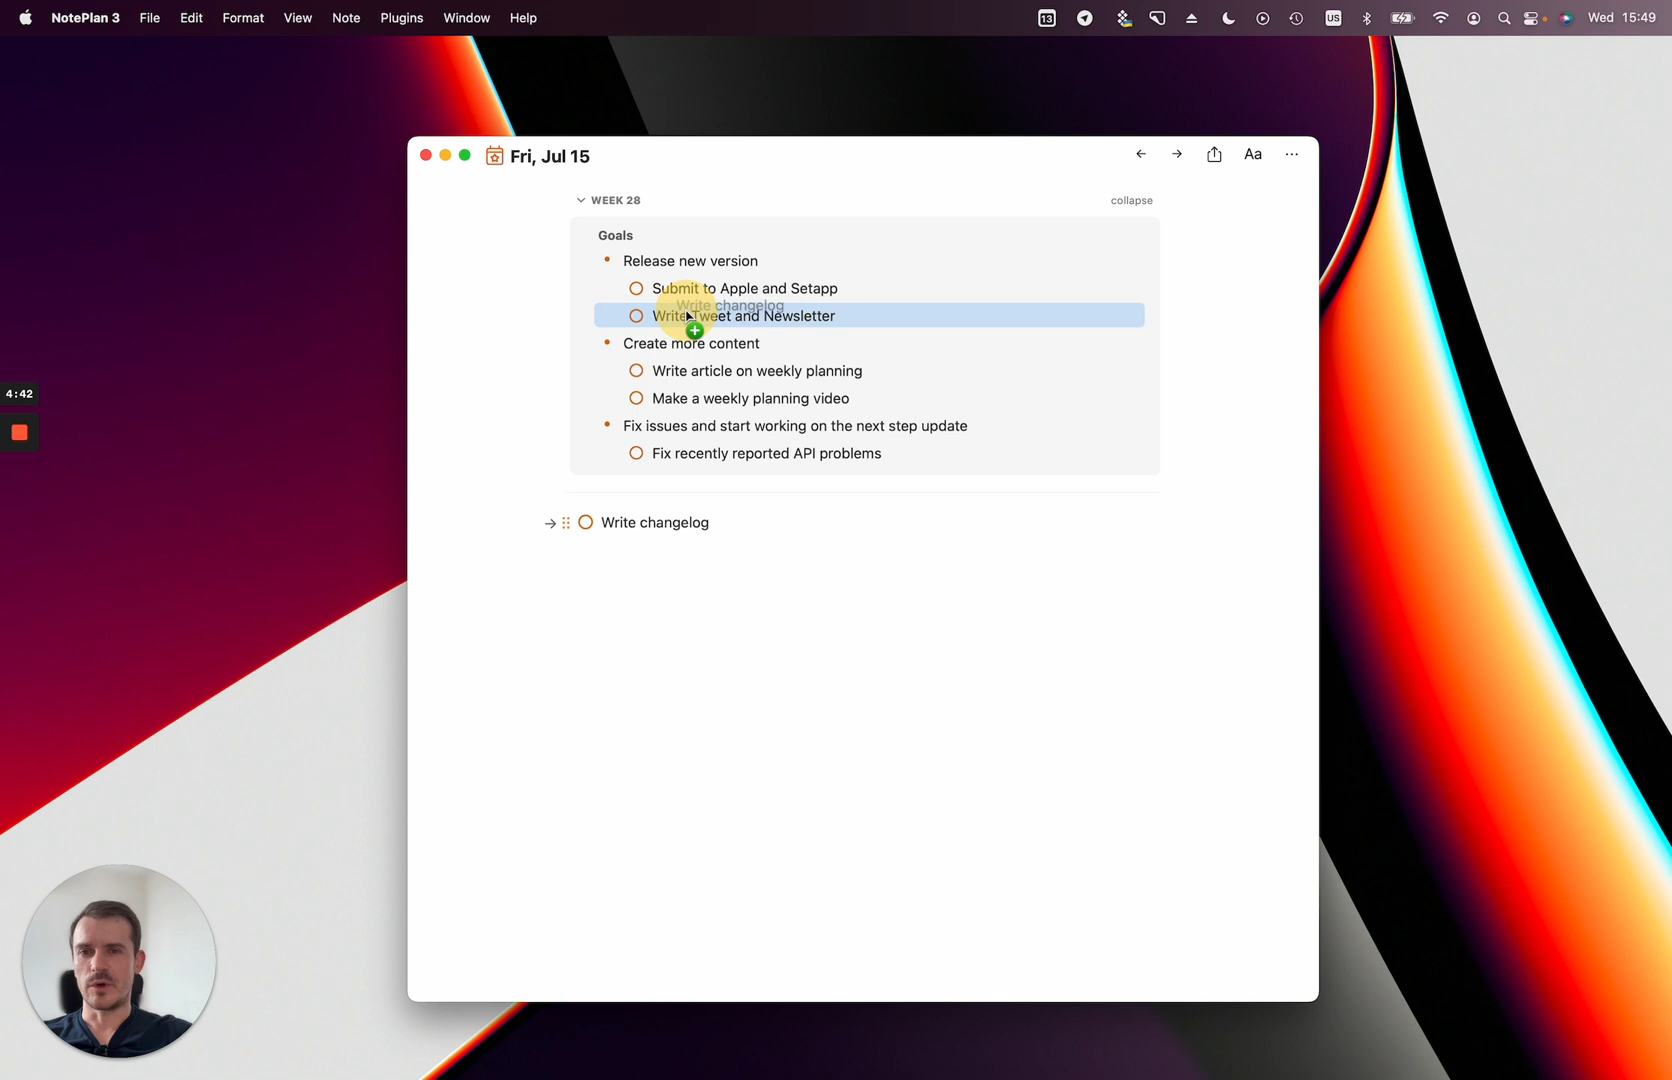 NotePlan 3 File Edit Format View Note Plugins Window Help 13 US Wed 15:49
Fri, Jul 15 Aa
WEEK 28 collapse
Goals
Release new version
Submit to Apple and Setapp
Write changelog
Write Tweet and Newsletter
Create more content
Write article on weekly planning
4:42
Make a weekly planning video
Fix issues and start working on the next step update
Fix recently reported API problems
Write changelog